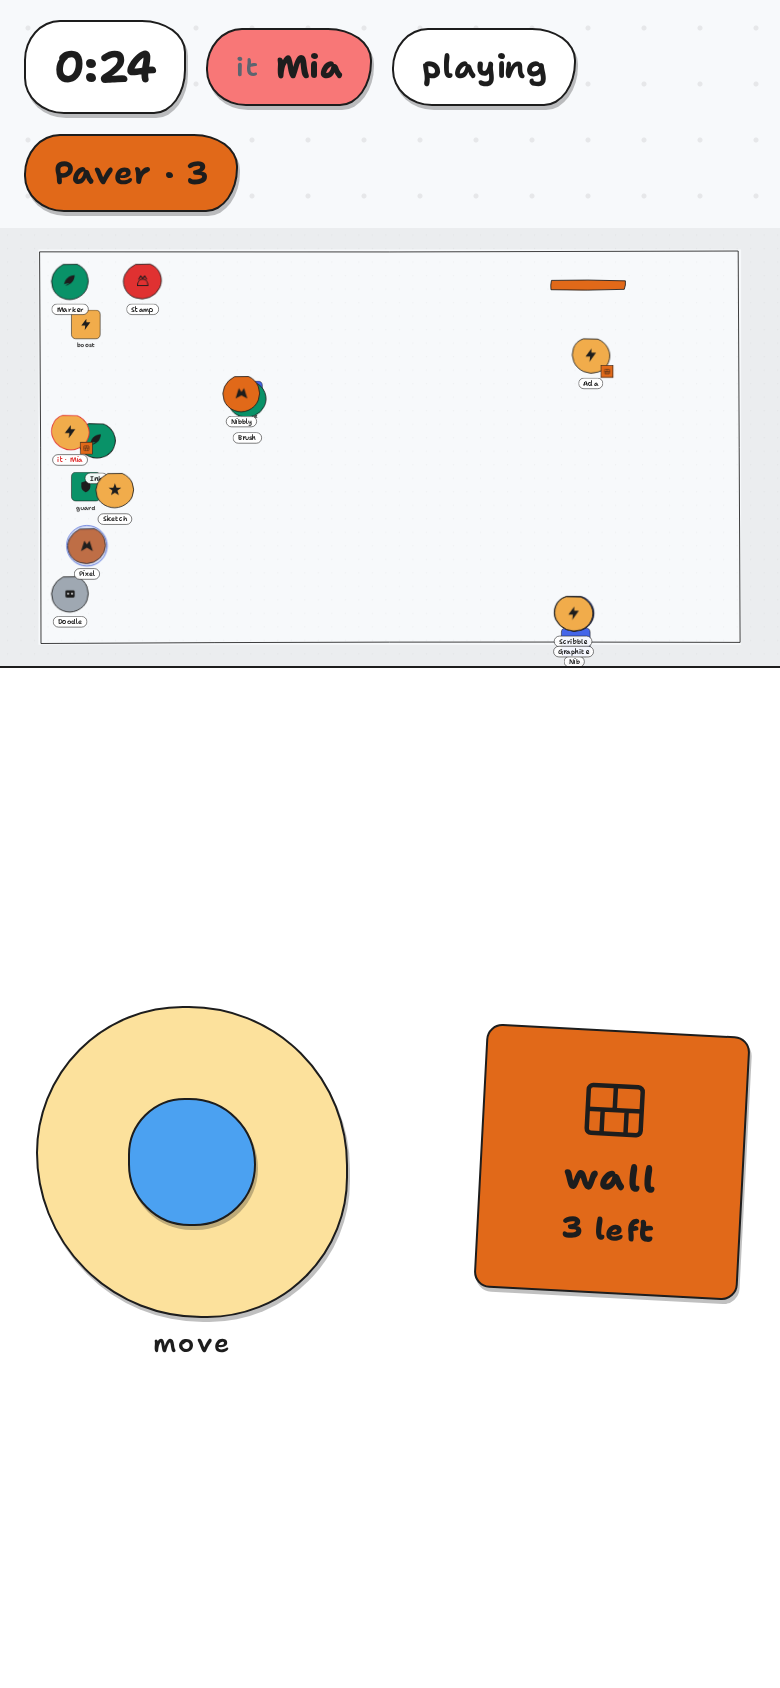 0:24
it Mia
playing
Paver · 3
Marker
Stamp
boost
Ada
Nibbly
Brush
it · Mia
guard
Sketch
Pixel
Doodle
Scribble
Graphite
Nib
wall
3 left
move